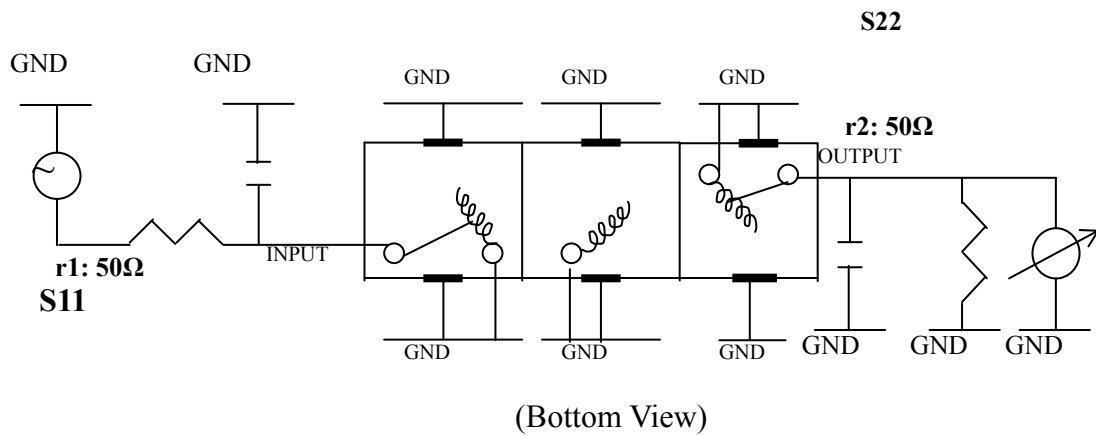 S22
GND
GND
GND
GND
GND
r2: 50Ω
OUTPUT
INPUT
r1: 50Ω
S11
GND
GND
GND
GND
GND
GND
(Bottom View)